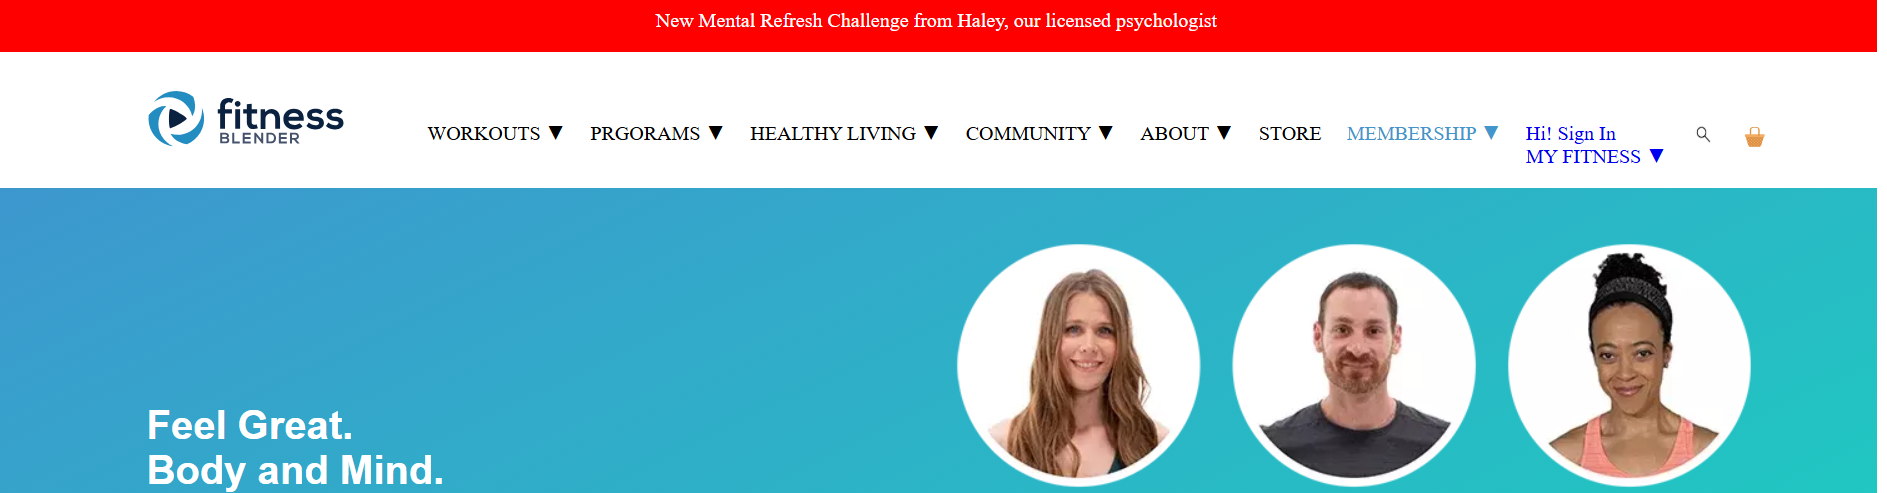 New Mental Refresh Challenge from Haley, our licensed psychologist
fitness
BLENDER
WORKOUTS ▼ PRGORAMS ▼ HEALTHY LIVING ▼ COMMUNITY ▼ ABOUT ▼ STORE MEMBERSHIP ▼ Hi! Sign In
MY FITNESS ▼
Feel Great.
Body and Mind.